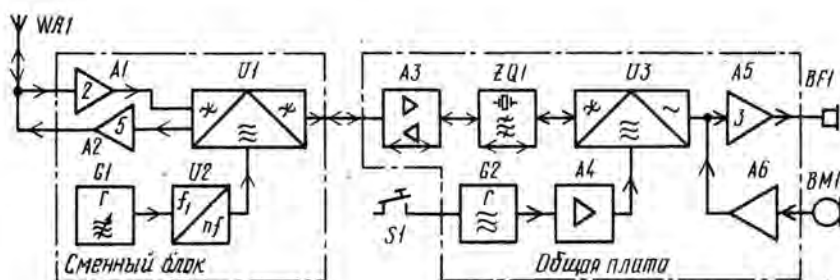 WA1
A1
U1
A3
ZQ1
U3
A5
BF1
2
5
3
A2
G1
U2
G2
A4
A6
BM1
Г
f1
nf
S1
Г
Сменный блок
Общая плата